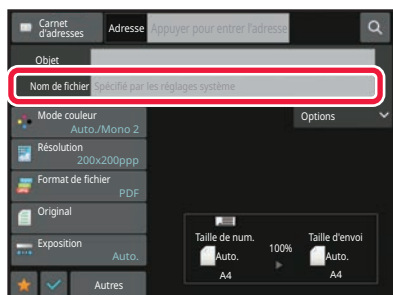 Carnet d'adresses Adresse Appuyer pour entrer l'adresse
Objet
Nom de fichier Spécifié par les réglages système
Mode couleur
Auto./Mono 2
Options
Résolution
200x200ppp
Format de fichier
PDF
Original
Exposition
Auto.
Taille de num.
Auto.
A4
100%
Taille d'envoi
Auto.
A4
Autres